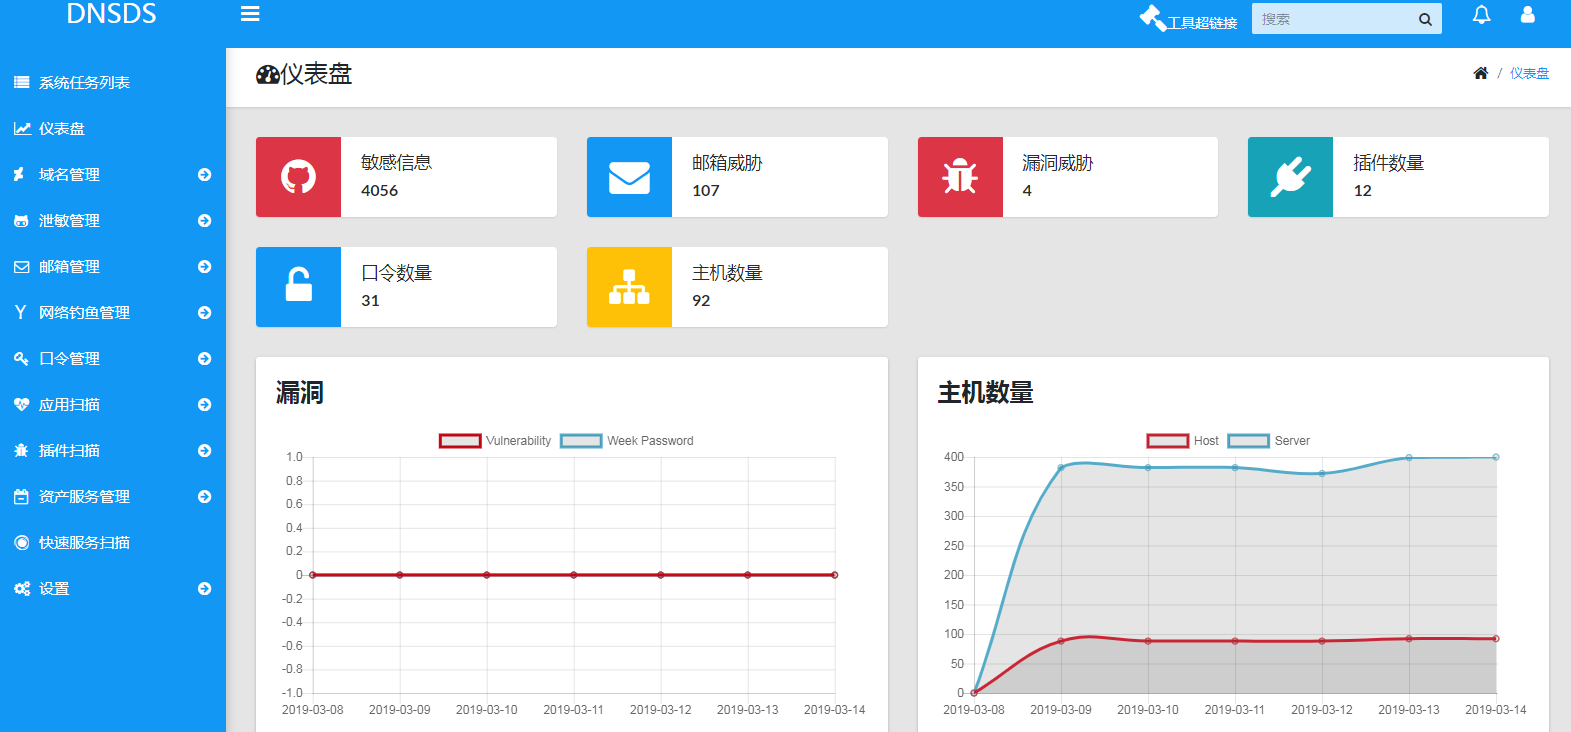 DNSDS
工具超链接
搜索
系统任务列表
仪表盘
域名管理
泄敏管理
邮箱管理
网络钓鱼管理
口令管理
应用扫描
插件扫描
资产服务管理
快速服务扫描
设置
仪表盘
/ 仪表盘
敏感信息
4056
邮箱威胁
107
漏洞威胁
4
插件数量
12
口令数量
31
主机数量
92
漏洞
Vulnerability Week Password
1.0
0.8
0.6
0.4
0.2
0
-0.2
-0.4
-0.6
-0.8
-1.0
2019-03-08 2019-03-09 2019-03-10 2019-03-11 2019-03-12 2019-03-13 2019-03-14
主机数量
Host Server
400
350
300
250
200
150
100
50
0
2019-03-08 2019-03-09 2019-03-10 2019-03-11 2019-03-12 2019-03-13 2019-03-14